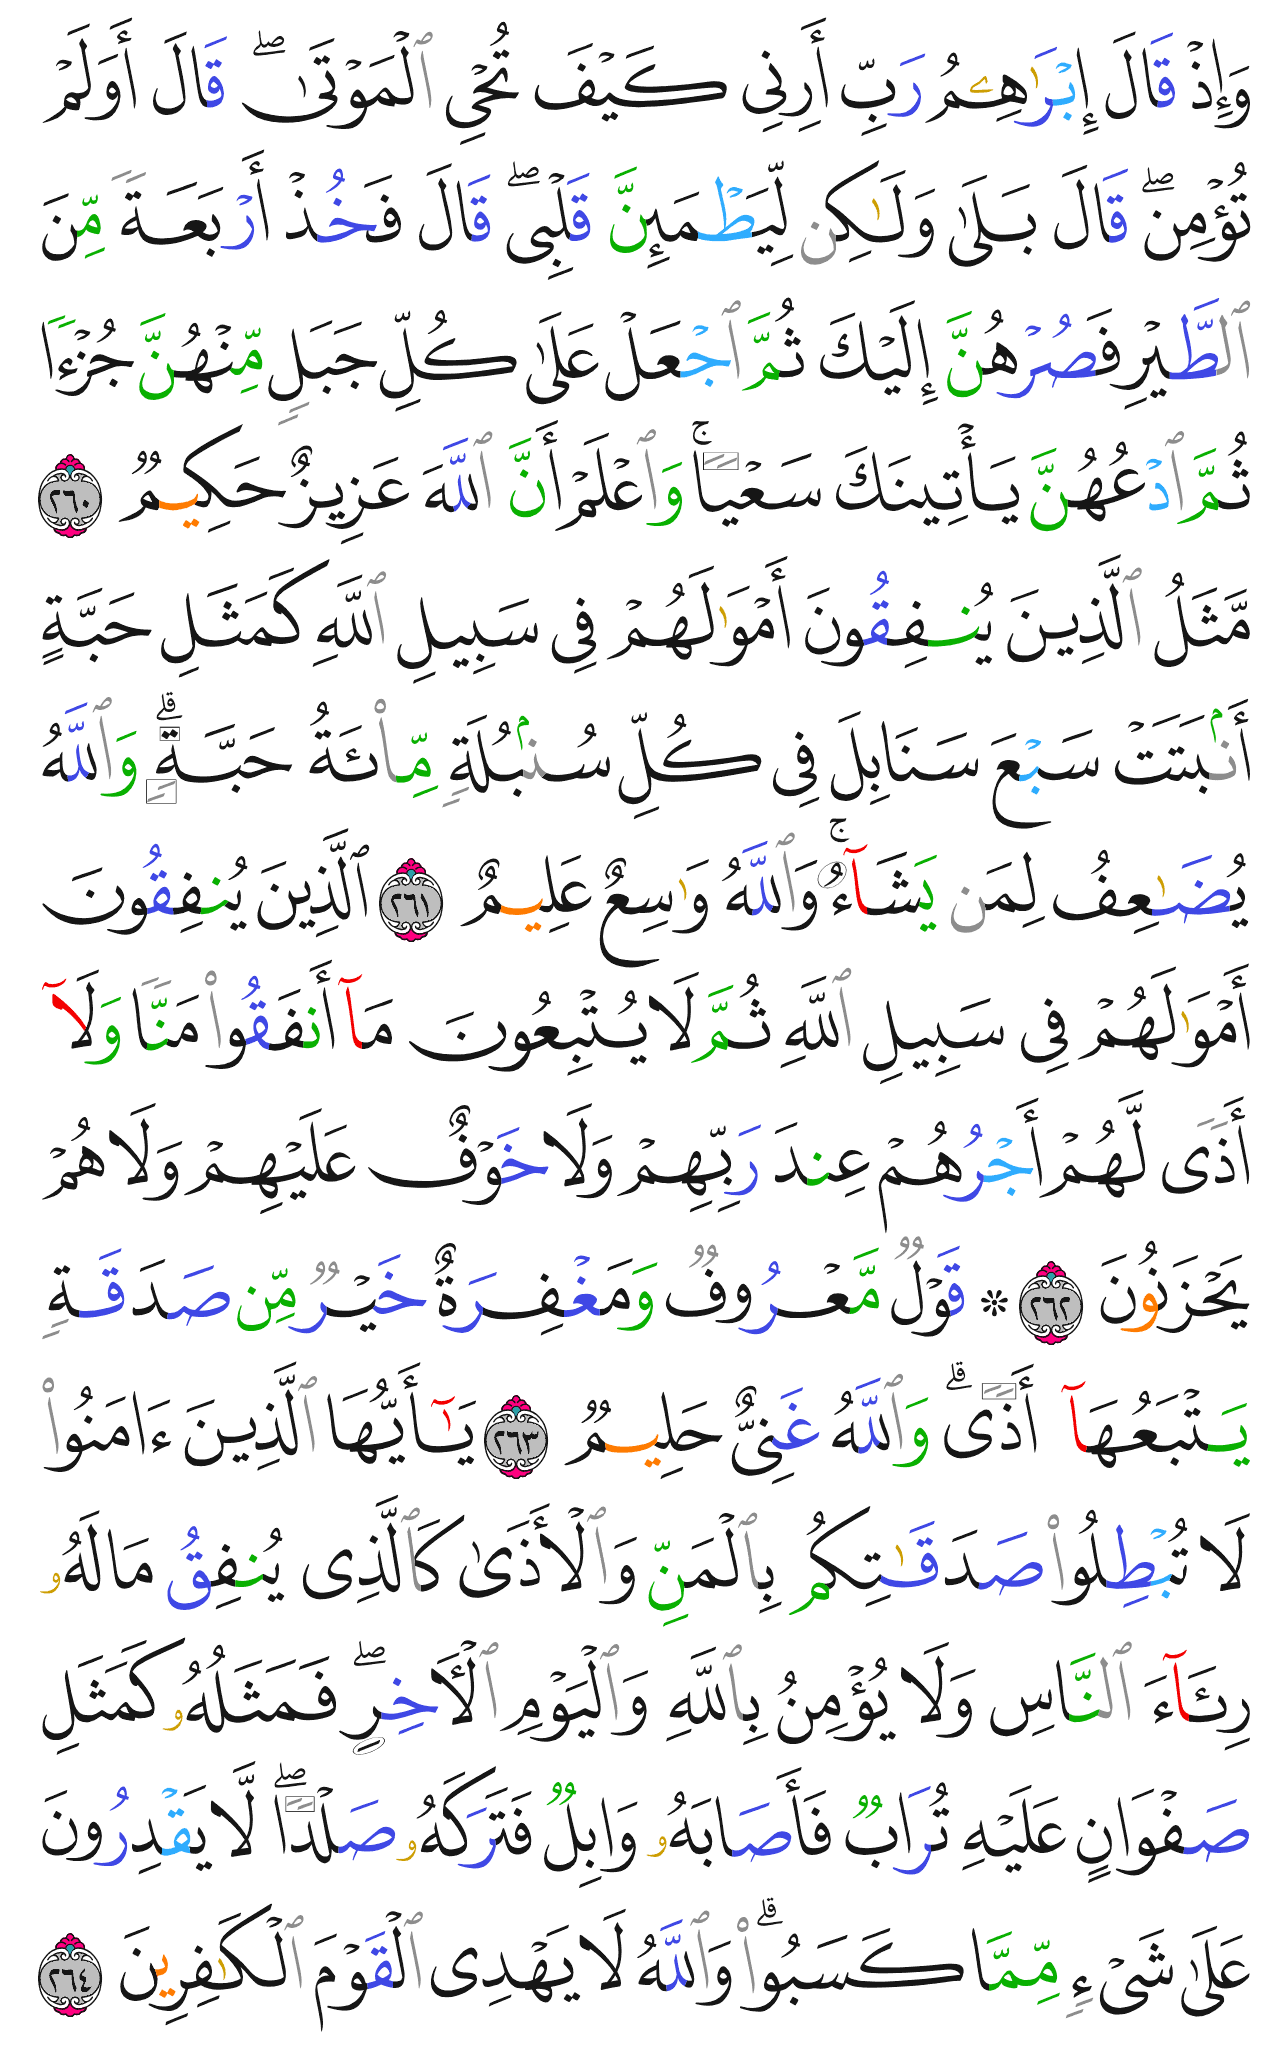 وَإِذْ قَالَ إِبْرَٰهِـۧمُ رَبِّ أَرِنِى كَيْفَ تُحْىِ ٱلْمَوْتَىٰ ۖ قَالَ أَوَلَمْ
تُؤْمِن ۖ قَالَ بَلَىٰ وَلَٰكِن لِّيَطْمَئِنَّ قَلْبِى ۖ قَالَ فَخُذْ أَرْبَعَةً مِّنَ
ٱلطَّيْرِ فَصُرْهُنَّ إِلَيْكَ ثُمَّ ٱجْعَلْ عَلَىٰ كُلِّ جَبَلٍ مِّنْهُنَّ جُزْءًا
ثُمَّ ٱدْعُهُنَّ يَأْتِينَكَ سَعْيًا ۚ وَٱعْلَمْ أَنَّ ٱللَّهَ عَزِيزٌ حَكِيمٌ ٢٦٠
مَّثَلُ ٱلَّذِينَ يُنفِقُونَ أَمْوَٰلَهُمْ فِى سَبِيلِ ٱللَّهِ كَمَثَلِ حَبَّةٍ
أَنۢبَتَتْ سَبْعَ سَنَابِلَ فِى كُلِّ سُنۢبُلَةٍ مِّا۟ئَةُ حَبَّةٍ ۗ وَٱللَّهُ
يُضَٰعِفُ لِمَن يَشَآءُ ۚ وَٱللَّهُ وَٰسِعٌ عَلِيمٌ ٢٦١ ٱلَّذِينَ يُنفِقُونَ
أَمْوَٰلَهُمْ فِى سَبِيلِ ٱللَّهِ ثُمَّ لَا يُتْبِعُونَ مَآ أَنفَقُوا۟ مَنًّا وَلَآ
أَذًى لَّهُمْ أَجْرُهُمْ عِندَ رَبِّهِمْ وَلَا خَوْفٌ عَلَيْهِمْ وَلَا هُمْ
يَحْزَنُونَ ٢٦٢ ۞ قَوْلٌ مَّعْرُوفٌ وَمَغْفِرَةٌ خَيْرٌ مِّن صَدَقَةٍ
يَتْبَعُهَآ أَذًى ۗ وَٱللَّهُ غَنِىٌّ حَلِيمٌ ٢٦٣ يَٰٓأَيُّهَا ٱلَّذِينَ ءَامَنُوا۟
لَا تُبْطِلُوا۟ صَدَقَٰتِكُم بِٱلْمَنِّ وَٱلْأَذَىٰ كَٱلَّذِى يُنفِقُ مَالَهُۥ
رِئَآءَ ٱلنَّاسِ وَلَا يُؤْمِنُ بِٱللَّهِ وَٱلْيَوْمِ ٱلْـَٔاخِرِ ۖ فَمَثَلُهُۥ كَمَثَلِ
صَفْوَانٍ عَلَيْهِ تُرَابٌ فَأَصَابَهُۥ وَابِلٌ فَتَرَكَهُۥ صَلْدًا ۖ لَّا يَقْدِرُونَ
عَلَىٰ شَىْءٍ مِّمَّا كَسَبُوا۟ ۗ وَٱللَّهُ لَا يَهْدِى ٱلْقَوْمَ ٱلْكَٰفِرِينَ ٢٦٤